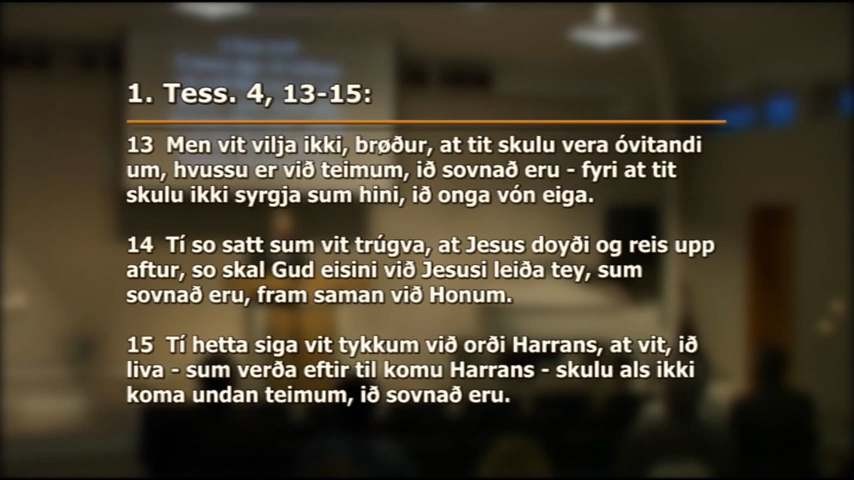 1. Tess. 4, 13-15:
13 Men vit vilja ikki, brøður, at tit skulu vera óvitandi
um, hvussu er við teimum, ið sovnað eru - fyri at tit
skulu ikki syrgja sum hini, ið onga vón eiga.
14 Tí so satt sum vit trúgva, at Jesus doyði og reis upp
aftur, so skal Gud eisini við Jesusi leiða tey, sum
sovnað eru, fram saman við Honum.
15 Tí hetta siga vit tykkum við orði Harrans, at vit, ið
liva - sum verða eftir til komu Harrans - skulu als ikki
koma undan teimum, ið sovnað eru.